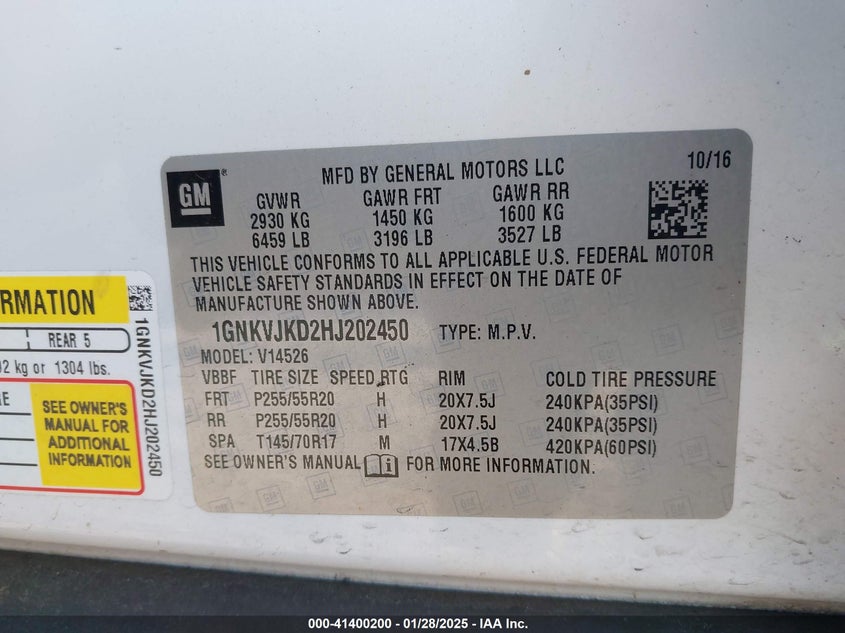 GM
MFD BY GENERAL MOTORS LLC
10/16
GVWR GAWR FRT GAWR RR
2930 KG 1450 KG 1600 KG
6459 LB 3196 LB 3527 LB
THIS VEHICLE CONFORMS TO ALL APPLICABLE U.S. FEDERAL MOTOR
VEHICLE SAFETY STANDARDS IN EFFECT ON THE DATE OF
MANUFACTURE SHOWN ABOVE.
1GNKVJKD2HJ202450 TYPE: M.P.V.
MODEL: V14526
VBBF TIRE SIZE SPEED RTG RIM COLD TIRE PRESSURE
FRT P255/55R20 H 20X7.5J 240KPA(35PSI)
RR P255/55R20 H 20X7.5J 240KPA(35PSI)
SPA T145/70R17 M 17X4.5B 420KPA(60PSI)
SEE OWNER'S MANUAL FOR MORE INFORMATION.
REAR 5
kg or 1304 lbs.
SEE OWNER'S
MANUAL FOR
ADDITIONAL
INFORMATION
1GNKVJKD2HJ202450
000-41400200 - 01/28/2025 - IAA Inc.